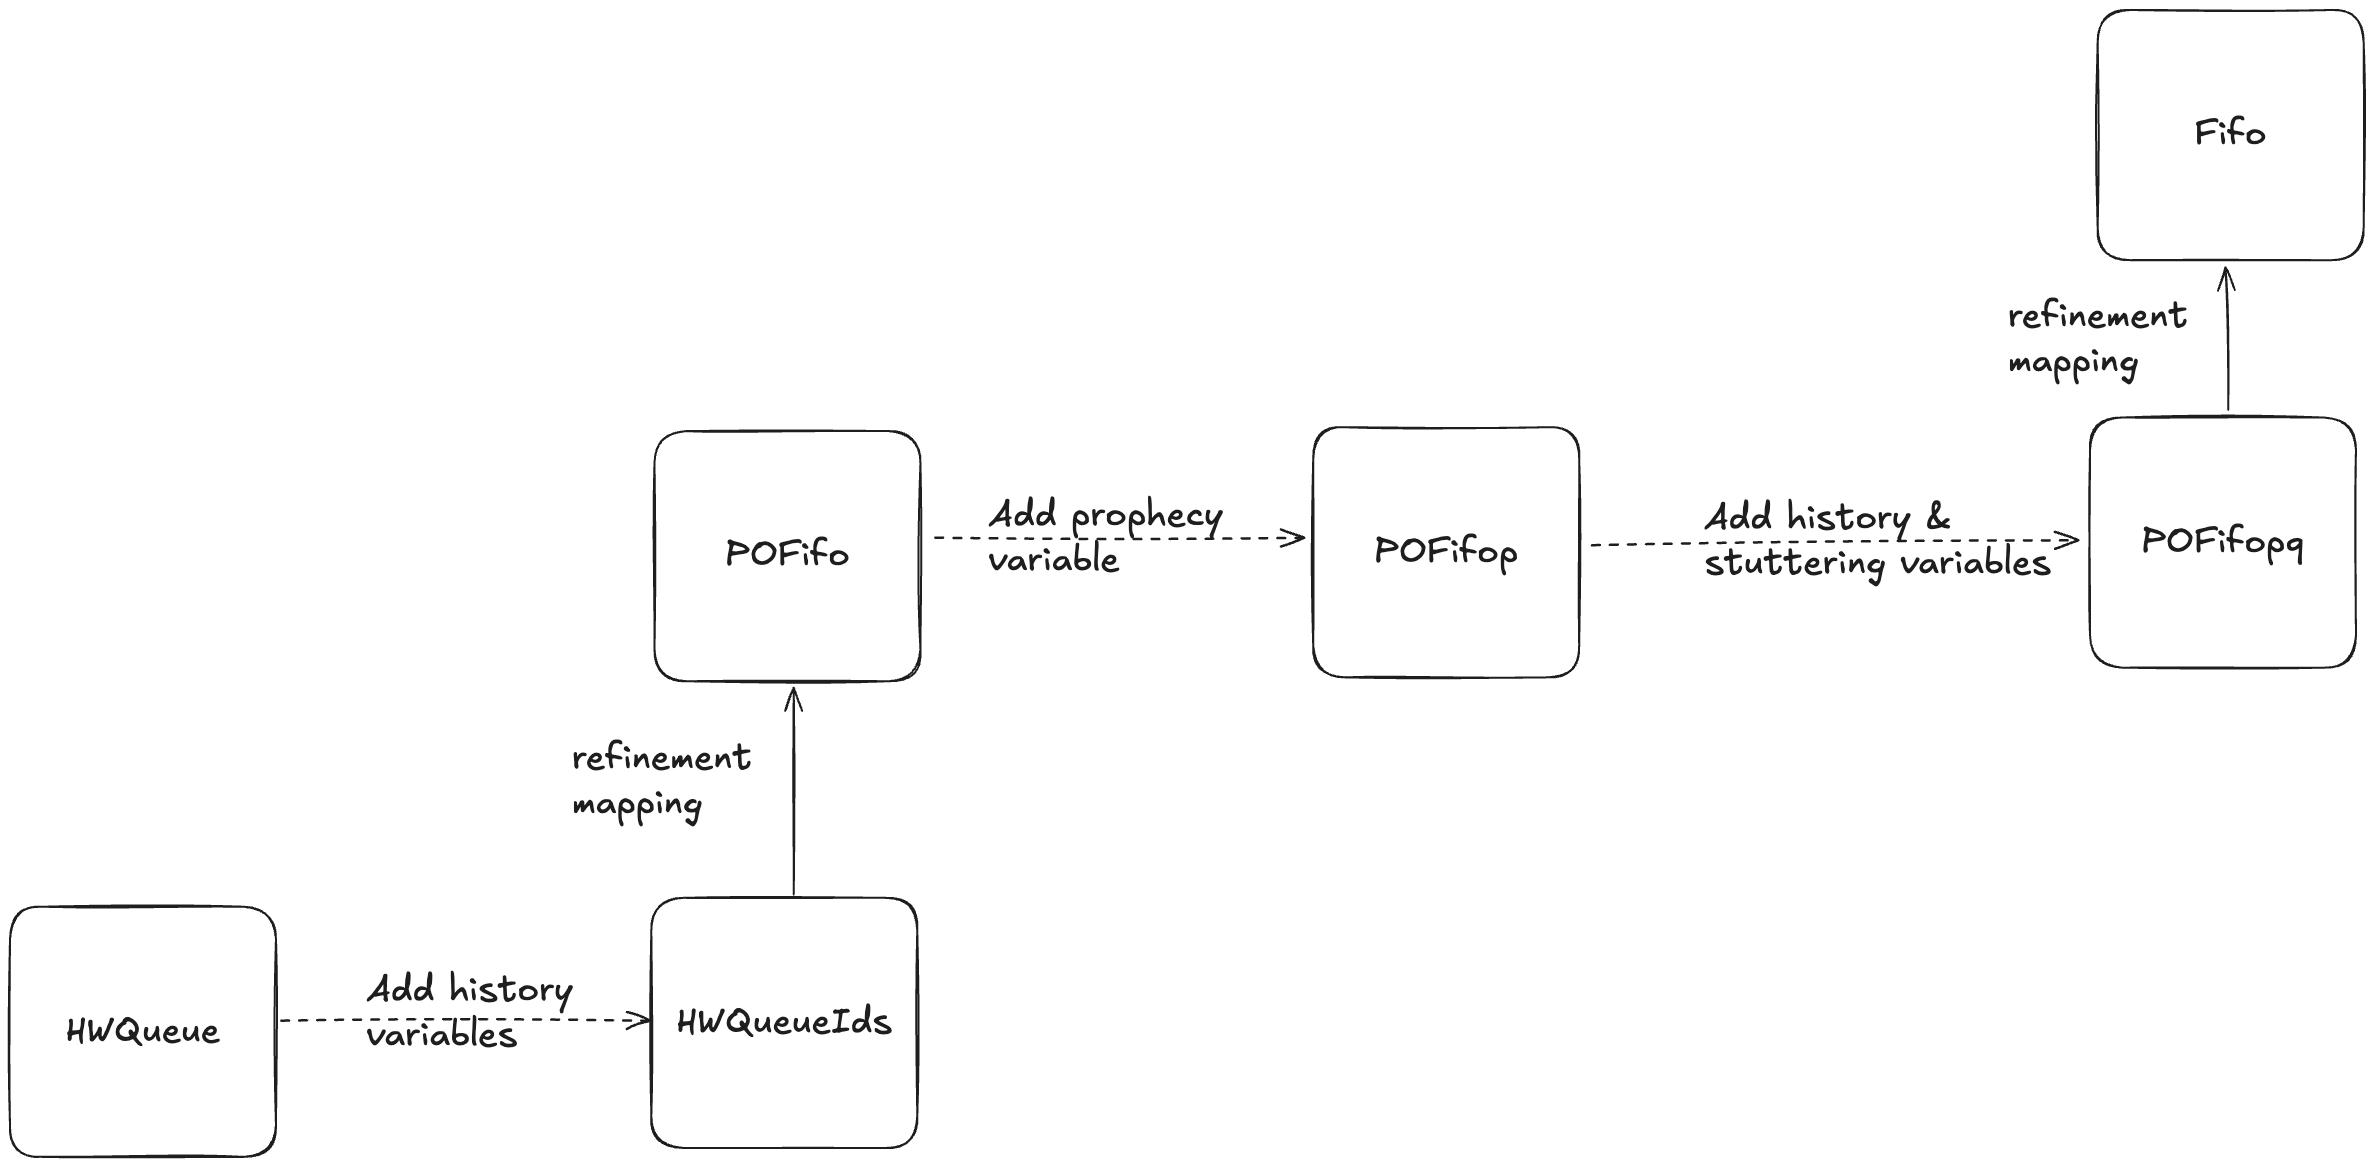 Fifo
refinement
mapping
POFifo
Add prophecy
variable
POFifop
Add history &
stuttering variables
POFifopq
refinement
mapping
HWQueue
Add history
variables
HWQueueIds